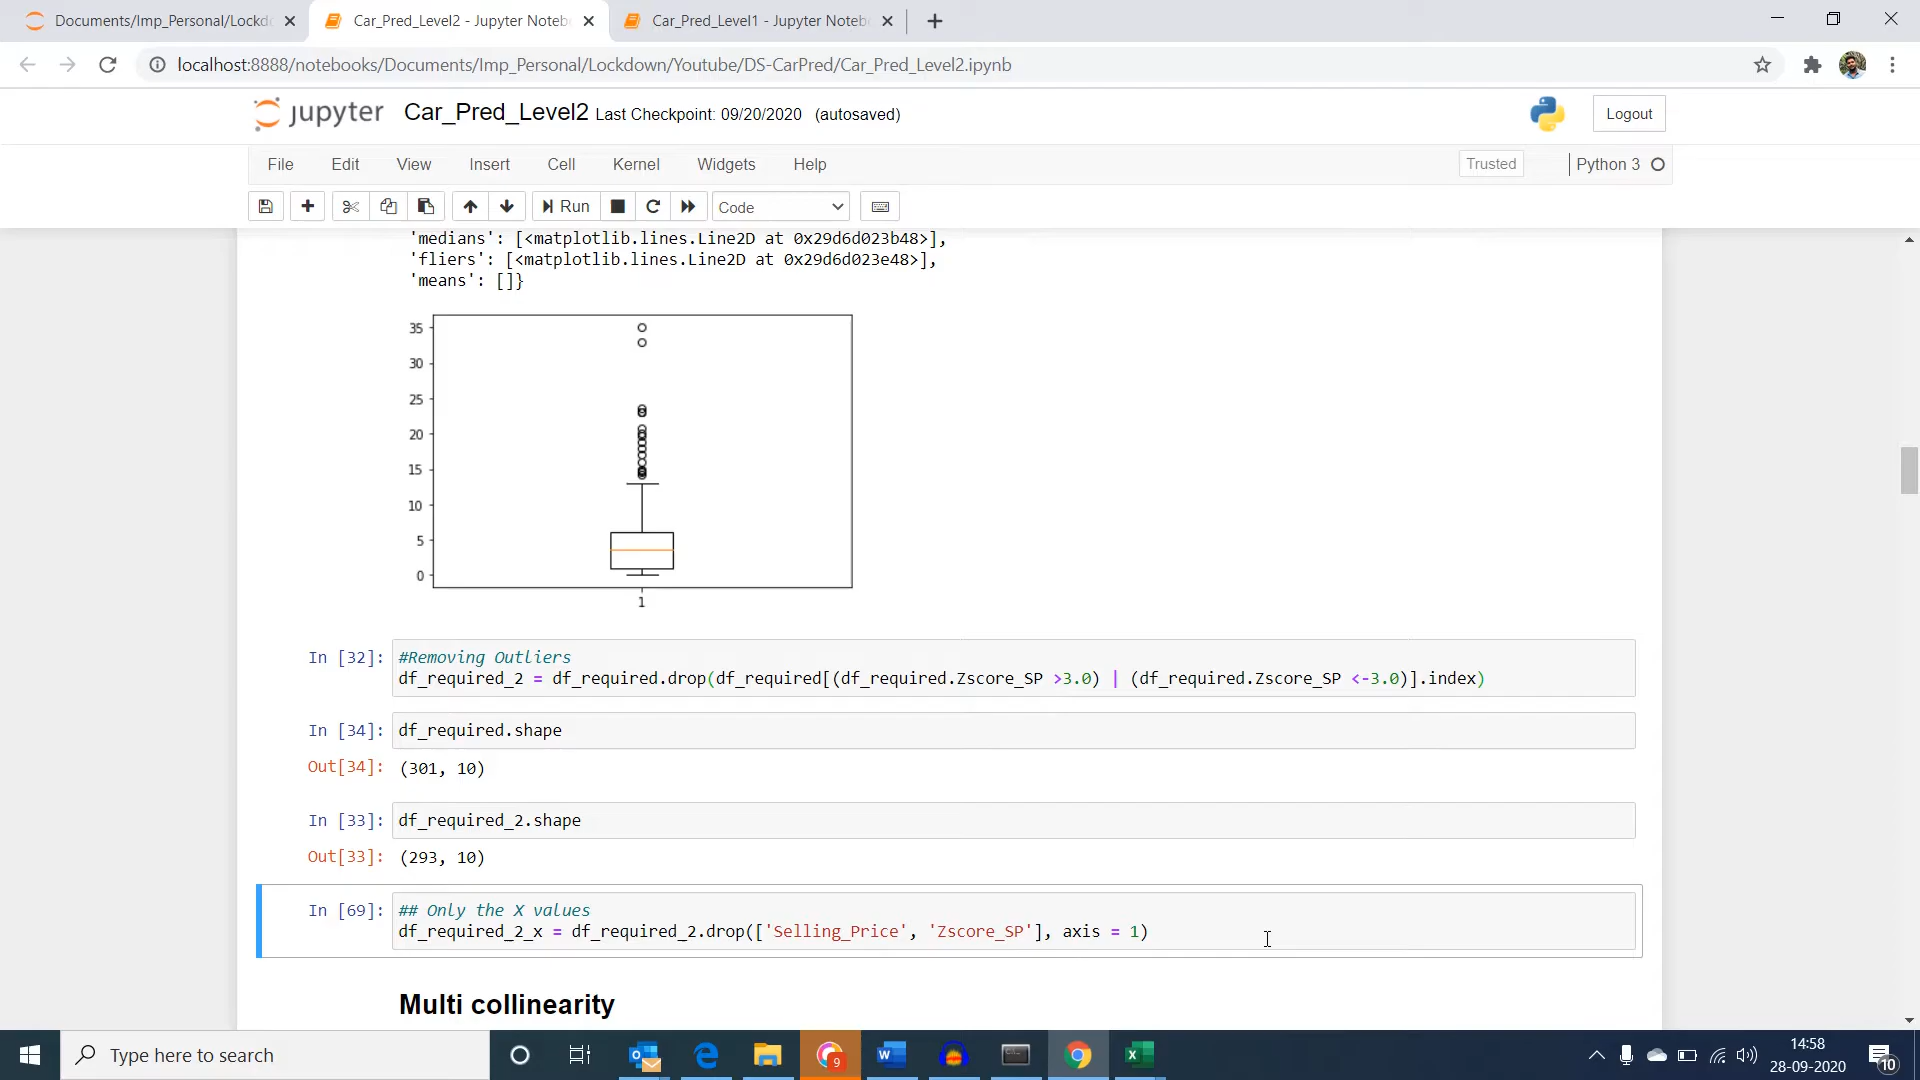 Documents/Imp_Personal/Lockd
Car_Pred_Level2 - Jupyter Noteb
Car_Pred_Level1 - Jupyter Noteb
localhost:8888/notebooks/Documents/Imp_Personal/Lockdown/Youtube/DS-CarPred/Car_Pred_Level2.ipynb
jupyter Car_Pred_Level2 Last Checkpoint: 09/20/2020 (autosaved)
Logout
File Edit View Insert Cell Kernel Widgets Help
Trusted Python 3
Run Code
'medians': [<matplotlib.lines.Line2D at 0x29d6d023b48>],
'fliers': [<matplotlib.lines.Line2D at 0x29d6d023e48>],
'means': []}
35
30
25
20
15
10
5
0
1
In [32]: #Removing Outliers
df_required_2 = df_required.drop(df_required[(df_required.Zscore_SP >3.0) | (df_required.Zscore_SP <-3.0)].index)
In [34]: df_required.shape
Out[34]: (301, 10)
In [33]: df_required_2.shape
Out[33]: (293, 10)
In [69]: ## Only the X values
df_required_2_x = df_required_2.drop(['Selling_Price', 'Zscore_SP'], axis = 1)
Multi collinearity
Type here to search
9
14:58
28-09-2020
10